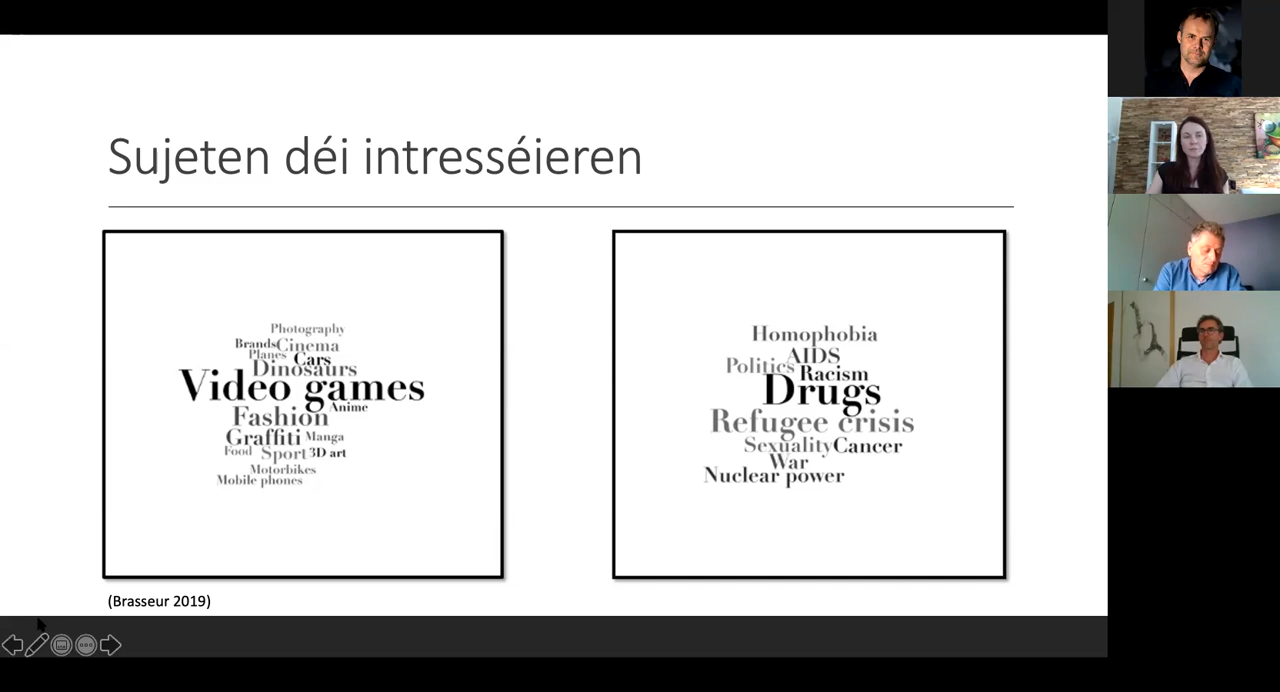 Sujeten déi intresséieren
Photography
Brands Cinema
Planes Cars
Dinosaurs
Video games
Anime
Fashion
Graffiti Manga
Food Sport 3D art
Motorbikes
Mobile phones
Homophobia
AIDS
Politics Racism
Drugs
Refugee crisis
Sexuality Cancer
War
Nuclear power
(Brasseur 2019)